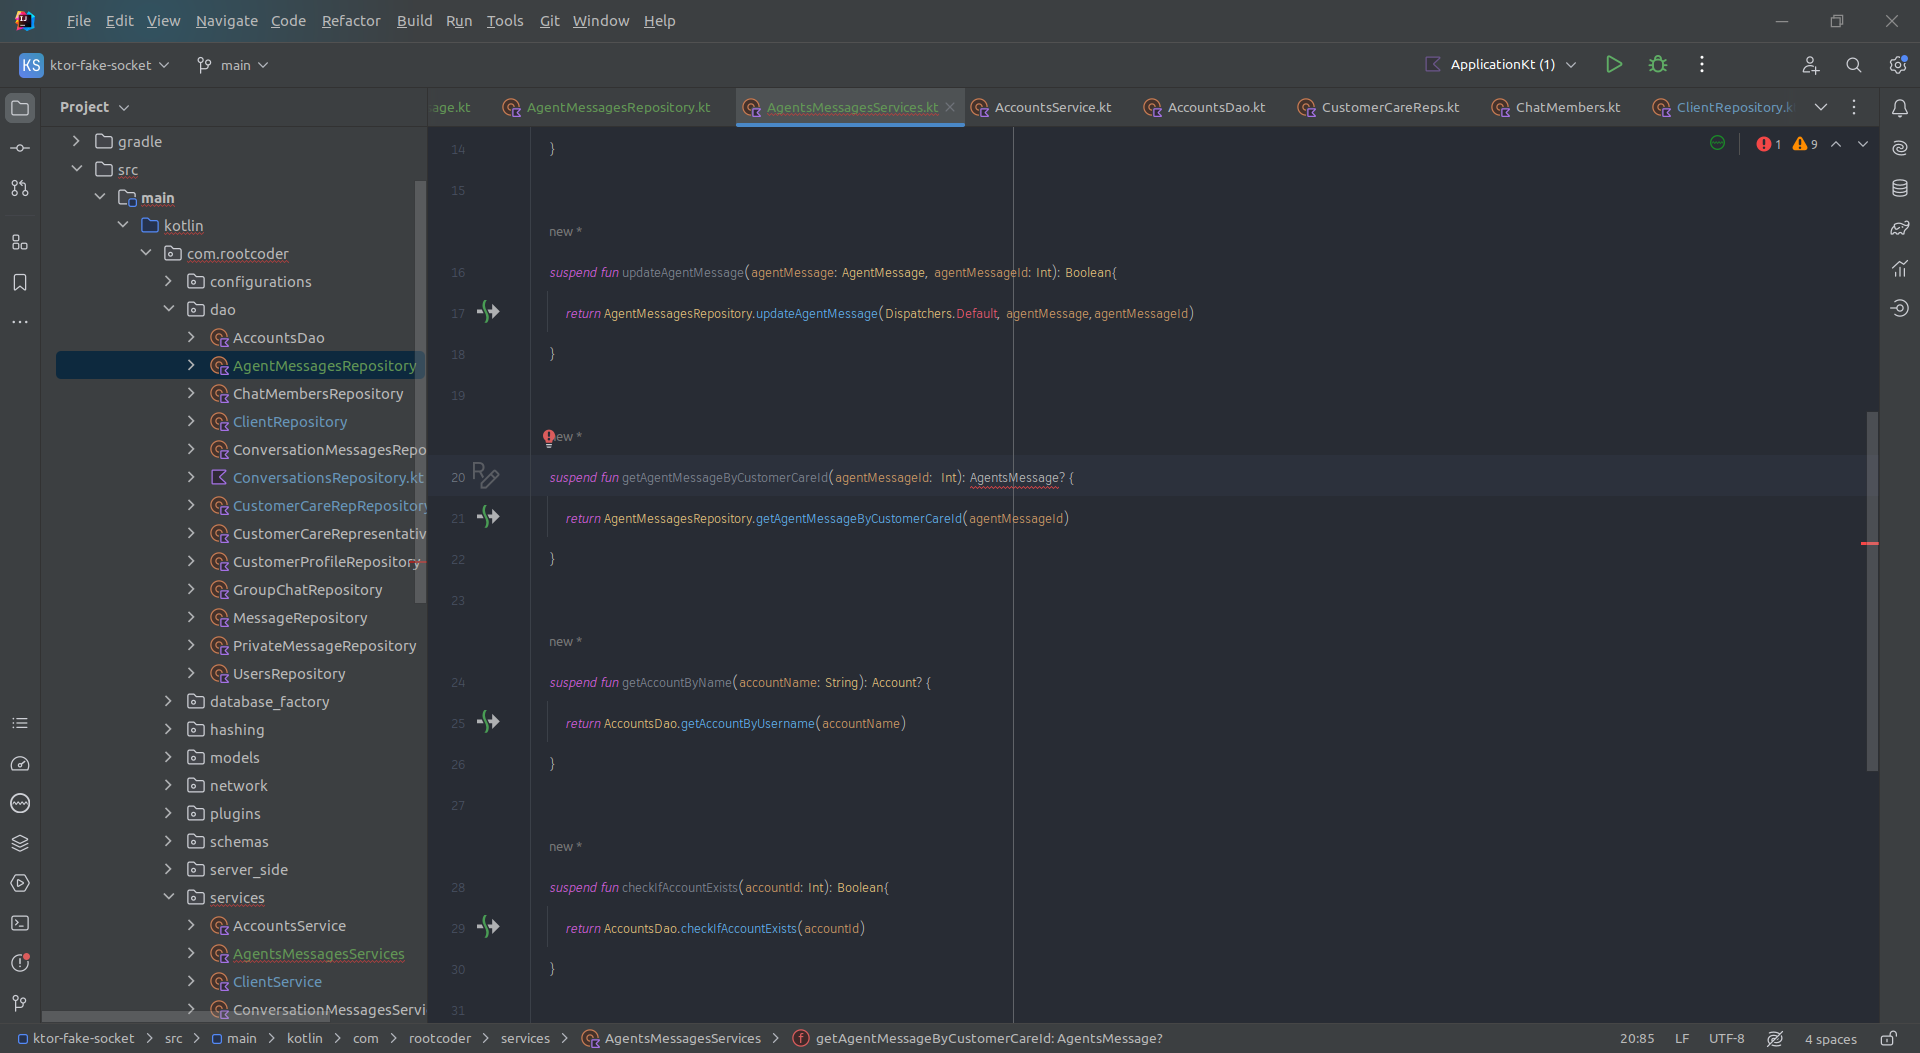 File Edit View Navigate Code Refactor Build Run Tools Git Window Help
KS ktor-fake-socket main ApplicationKt (1)
Project
age.kt AgentMessagesRepository.kt AgentsMessagesServices.kt AccountsService.kt AccountsDao.kt CustomerCareReps.kt ChatMembers.kt ClientRepository.k
gradle
src
main
kotlin
com.rootcoder
configurations
dao
AccountsDao
AgentMessagesRepository
ChatMembersRepository
ClientRepository
ConversationMessagesRepo
ConversationsRepository.kt
CustomerCareRepRepository
CustomerCareRepresentativ
CustomerProfileRepository
GroupChatRepository
MessageRepository
PrivateMessageRepository
UsersRepository
database_factory
hashing
models
network
plugins
schemas
server_side
services
AccountsService
AgentsMessagesServices
ClientService
ConversationMessagesServi
1 9
14 }
15
new *
16 suspend fun updateAgentMessage(agentMessage: AgentMessage, agentMessageId: Int): Boolean{
17 return AgentMessagesRepository.updateAgentMessage(Dispatchers.Default, agentMessage,agentMessageId)
18 }
19
new *
20 suspend fun getAgentMessageByCustomerCareId(agentMessageId: Int): AgentsMessage? {
21 return AgentMessagesRepository.getAgentMessageByCustomerCareId(agentMessageId)
22 }
23
new *
24 suspend fun getAccountByName(accountName: String): Account? {
25 return AccountsDao.getAccountByUsername(accountName)
26 }
27
new *
28 suspend fun checkIfAccountExists(accountId: Int): Boolean{
29 return AccountsDao.checkIfAccountExists(accountId)
30 }
31
ktor-fake-socket > src > main > kotlin > com > rootcoder > services > AgentsMessagesServices > getAgentMessageByCustomerCareId: AgentsMessage? 20:85 LF UTF-8 4 spaces